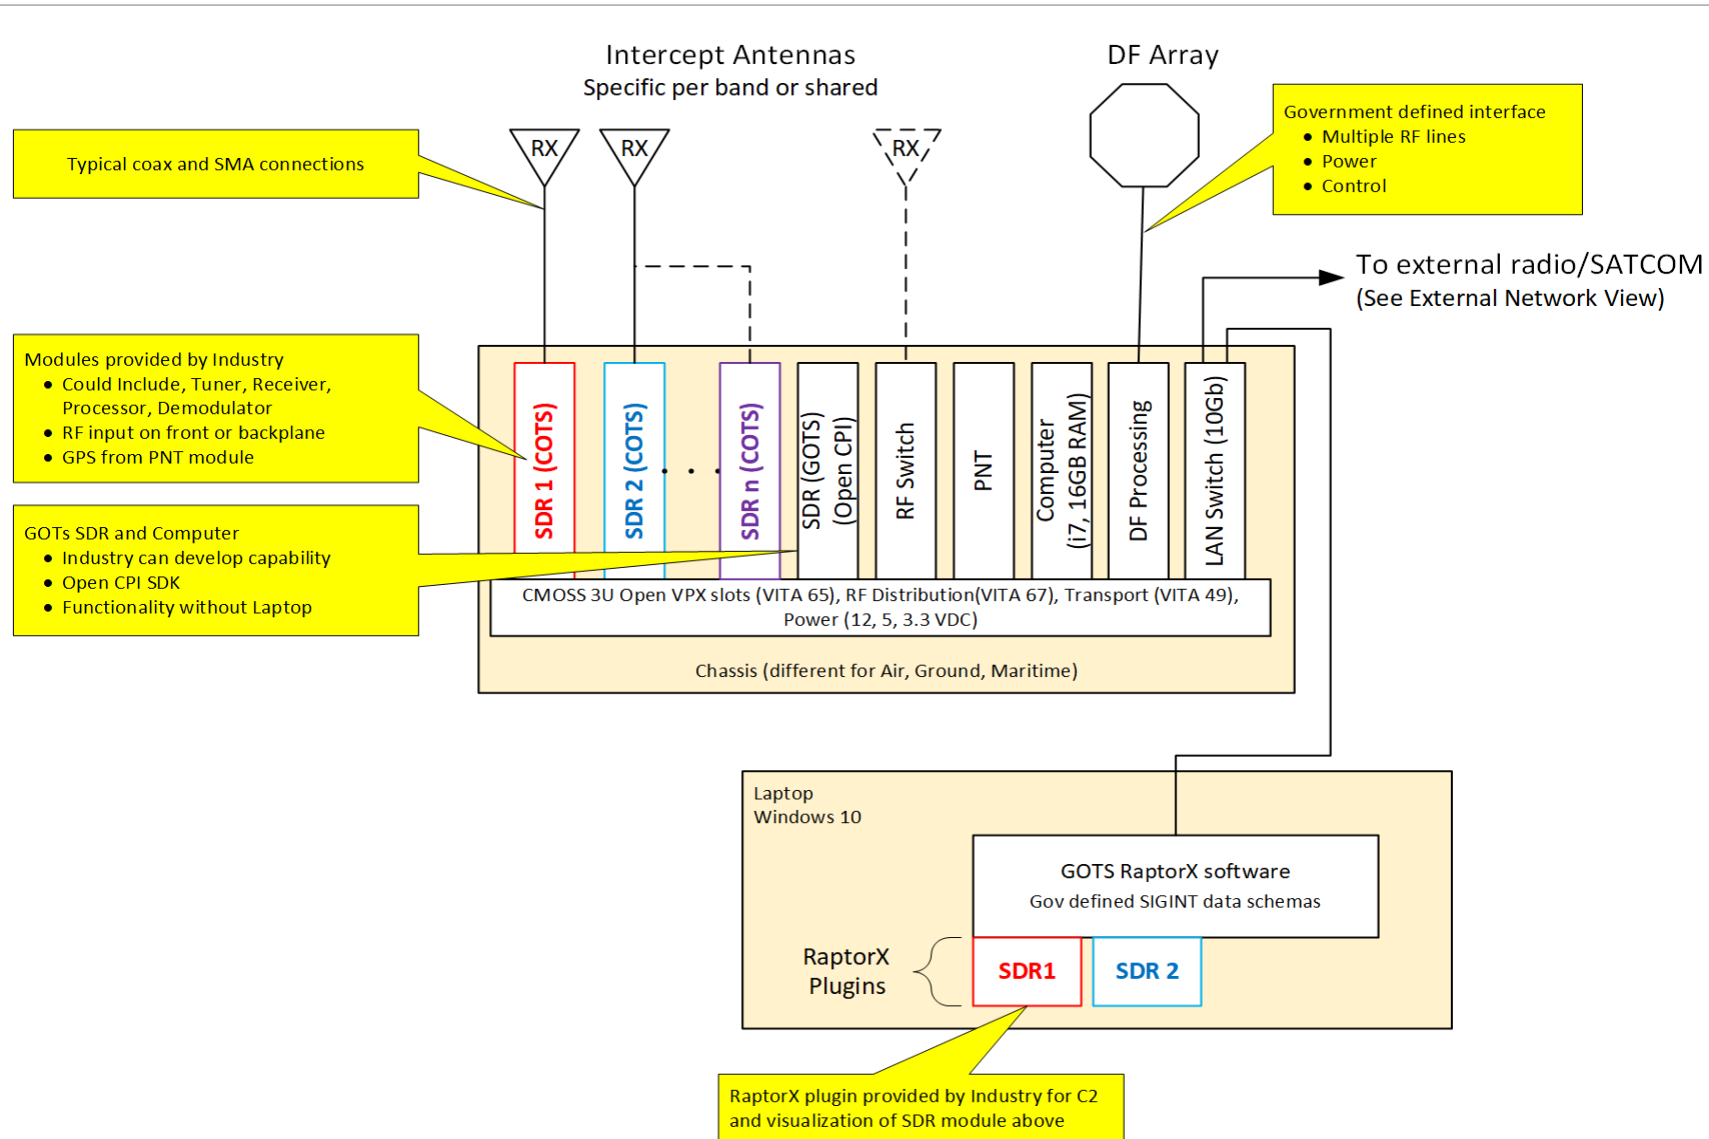 Intercept Antennas
Specific per band or shared
DF Array
Government defined interface
• Multiple RF lines
• Power
• Control
RX
RX
RX
Typical coax and SMA connections
To external radio/SATCOM
(See External Network View)
Modules provided by Industry
• Could Include, Tuner, Receiver,
Processor, Demodulator
• RF input on front or backplane
• GPS from PNT module
SDR 1 (COTS)
SDR 2 (COTS)
. . .
SDR n (COTS)
SDR (GOTS)
(Open CPI)
RF Switch
PNT
Computer
(i7, 16GB RAM)
DF Processing
LAN Switch (10Gb)
GOTs SDR and Computer
• Industry can develop capability
• Open CPI SDK
• Functionality without Laptop
CMOSS 3U Open VPX slots (VITA 65), RF Distribution(VITA 67), Transport (VITA 49),
Power (12, 5, 3.3 VDC)
Chassis (different for Air, Ground, Maritime)
Laptop
Windows 10
GOTS RaptorX software
Gov defined SIGINT data schemas
RaptorX
Plugins
SDR1
SDR 2
RaptorX plugin provided by Industry for C2
and visualization of SDR module above